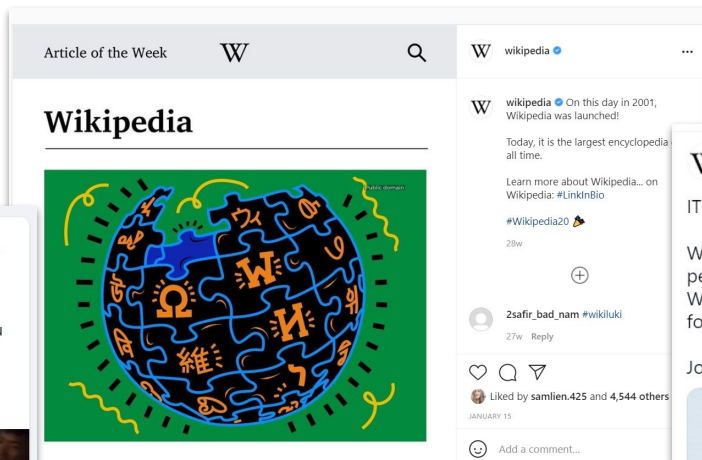 Article of the Week
W
Wikipedia
Public domain
ウィ
W
Ω
И
維
W wikipedia
W wikipedia On this day in 2001,
Wikipedia was launched!
Today, it is the largest encyclopedia
all time.
Learn more about Wikipedia... on
Wikipedia: #LinkInBio
#Wikipedia20
28w
2safir_bad_nam #wikiluki
27w Reply
Liked by samlien.425 and 4,544 others
JANUARY 15
Add a comment...
IT
W
pe
W
fo
Jo